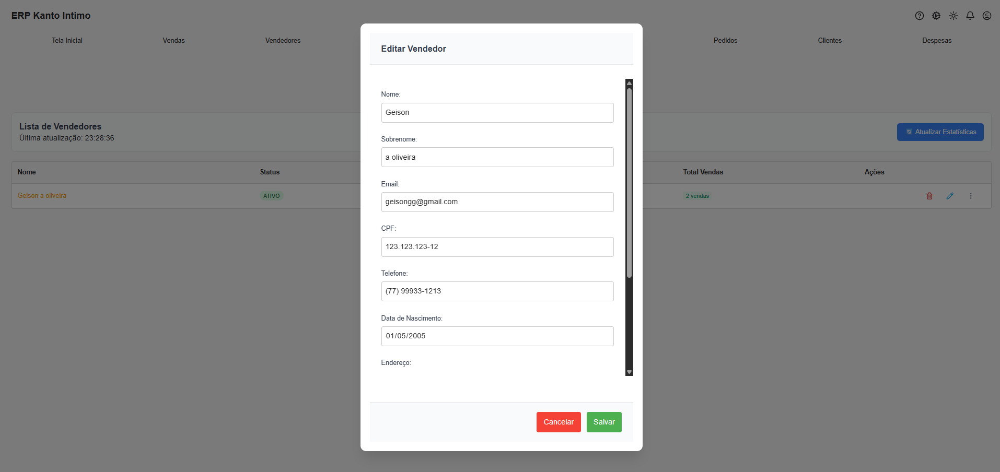 ERP Kanto Intimo
Tela Inicial
Vendas
Vendedores
Pedidos
Clientes
Despesas
Lista de Vendedores
Última atualização: 23:28:36
Atualizar Estatísticas
Nome
Status
Total Vendas
Ações
Geison a oliveira
ATIVO
2 vendas
Editar Vendedor
Nome:
Geison
Sobrenome:
a oliveira
Email:
geisongg@gmail.com
CPF:
123.123.123-12
Telefone:
(77) 99933-1213
Data de Nascimento:
01/05/2005
Endereço:
Cancelar
Salvar